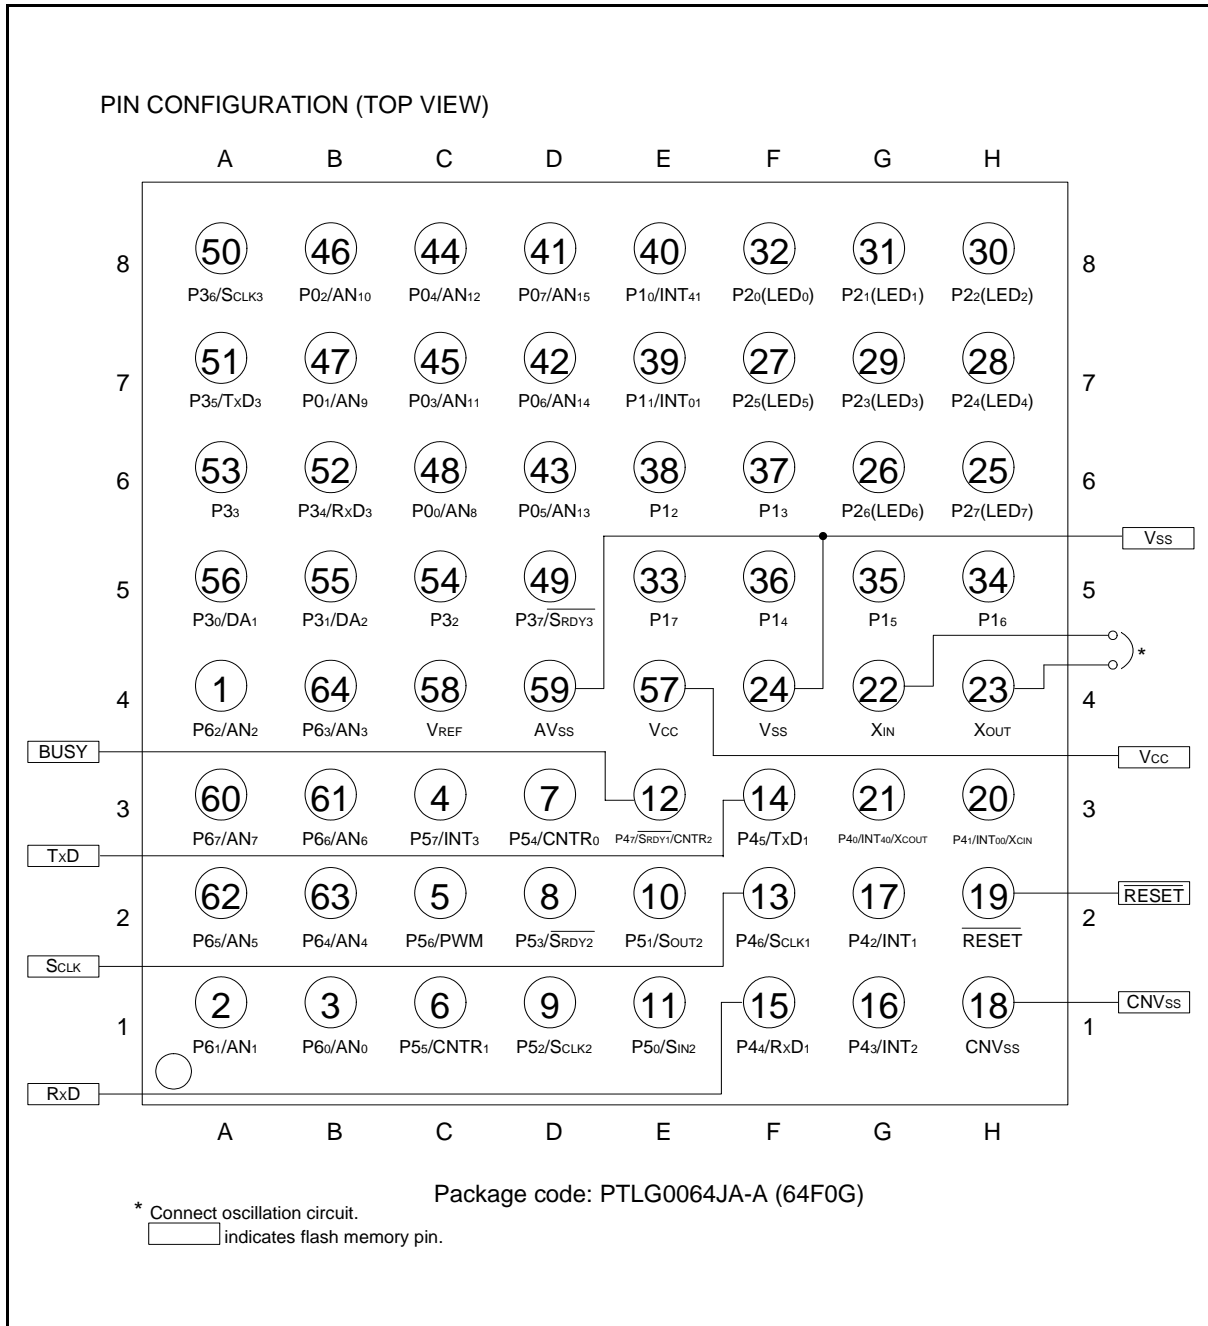 PIN CONFIGURATION (TOP VIEW)
A B C D E F G H
8 50 46 44 41 40 32 31 30 8
P36/SCLK3 P02/AN10 P04/AN12 P07/AN15 P10/INT41 P20(LED0) P21(LED1) P22(LED2)
7 51 47 45 42 39 27 29 28 7
P35/TxD3 P01/AN9 P03/AN11 P06/AN14 P11/INT01 P25(LED5) P23(LED3) P24(LED4)
6 53 52 48 43 38 37 26 25 6
P33 P34/RxD3 P00/AN8 P05/AN13 P12 P13 P26(LED6) P27(LED7)
Vss
5 56 55 54 49 33 36 35 34 5
P30/DA1 P31/DA2 P32 P37/SRDY3 P17 P14 P15 P16
*
4 1 64 58 59 57 24 22 23 4
P62/AN2 P63/AN3 VREF AVSS VCC VSS XIN XOUT
BUSY Vcc
3 60 61 4 7 12 14 21 20 3
P67/AN7 P66/AN6 P57/INT3 P54/CNTR0 P47/SRDY1/CNTR2 P45/TxD1 P40/INT40/XCOUT P41/INT00/XCIN
TxD
2 62 63 5 8 10 13 17 19 RESET 2
P65/AN5 P64/AN4 P56/PWM P53/SRDY2 P51/SOUT2 P46/SCLK1 P42/INT1 RESET
SCLK
1 2 3 6 9 11 15 16 18 CNVss 1
P61/AN1 P60/AN0 P55/CNTR1 P52/SCLK2 P50/SIN2 P44/RxD1 P43/INT2 CNVss
RxD
A B C D E F G H
Package code: PTLG0064JA-A (64F0G)
* Connect oscillation circuit.
indicates flash memory pin.